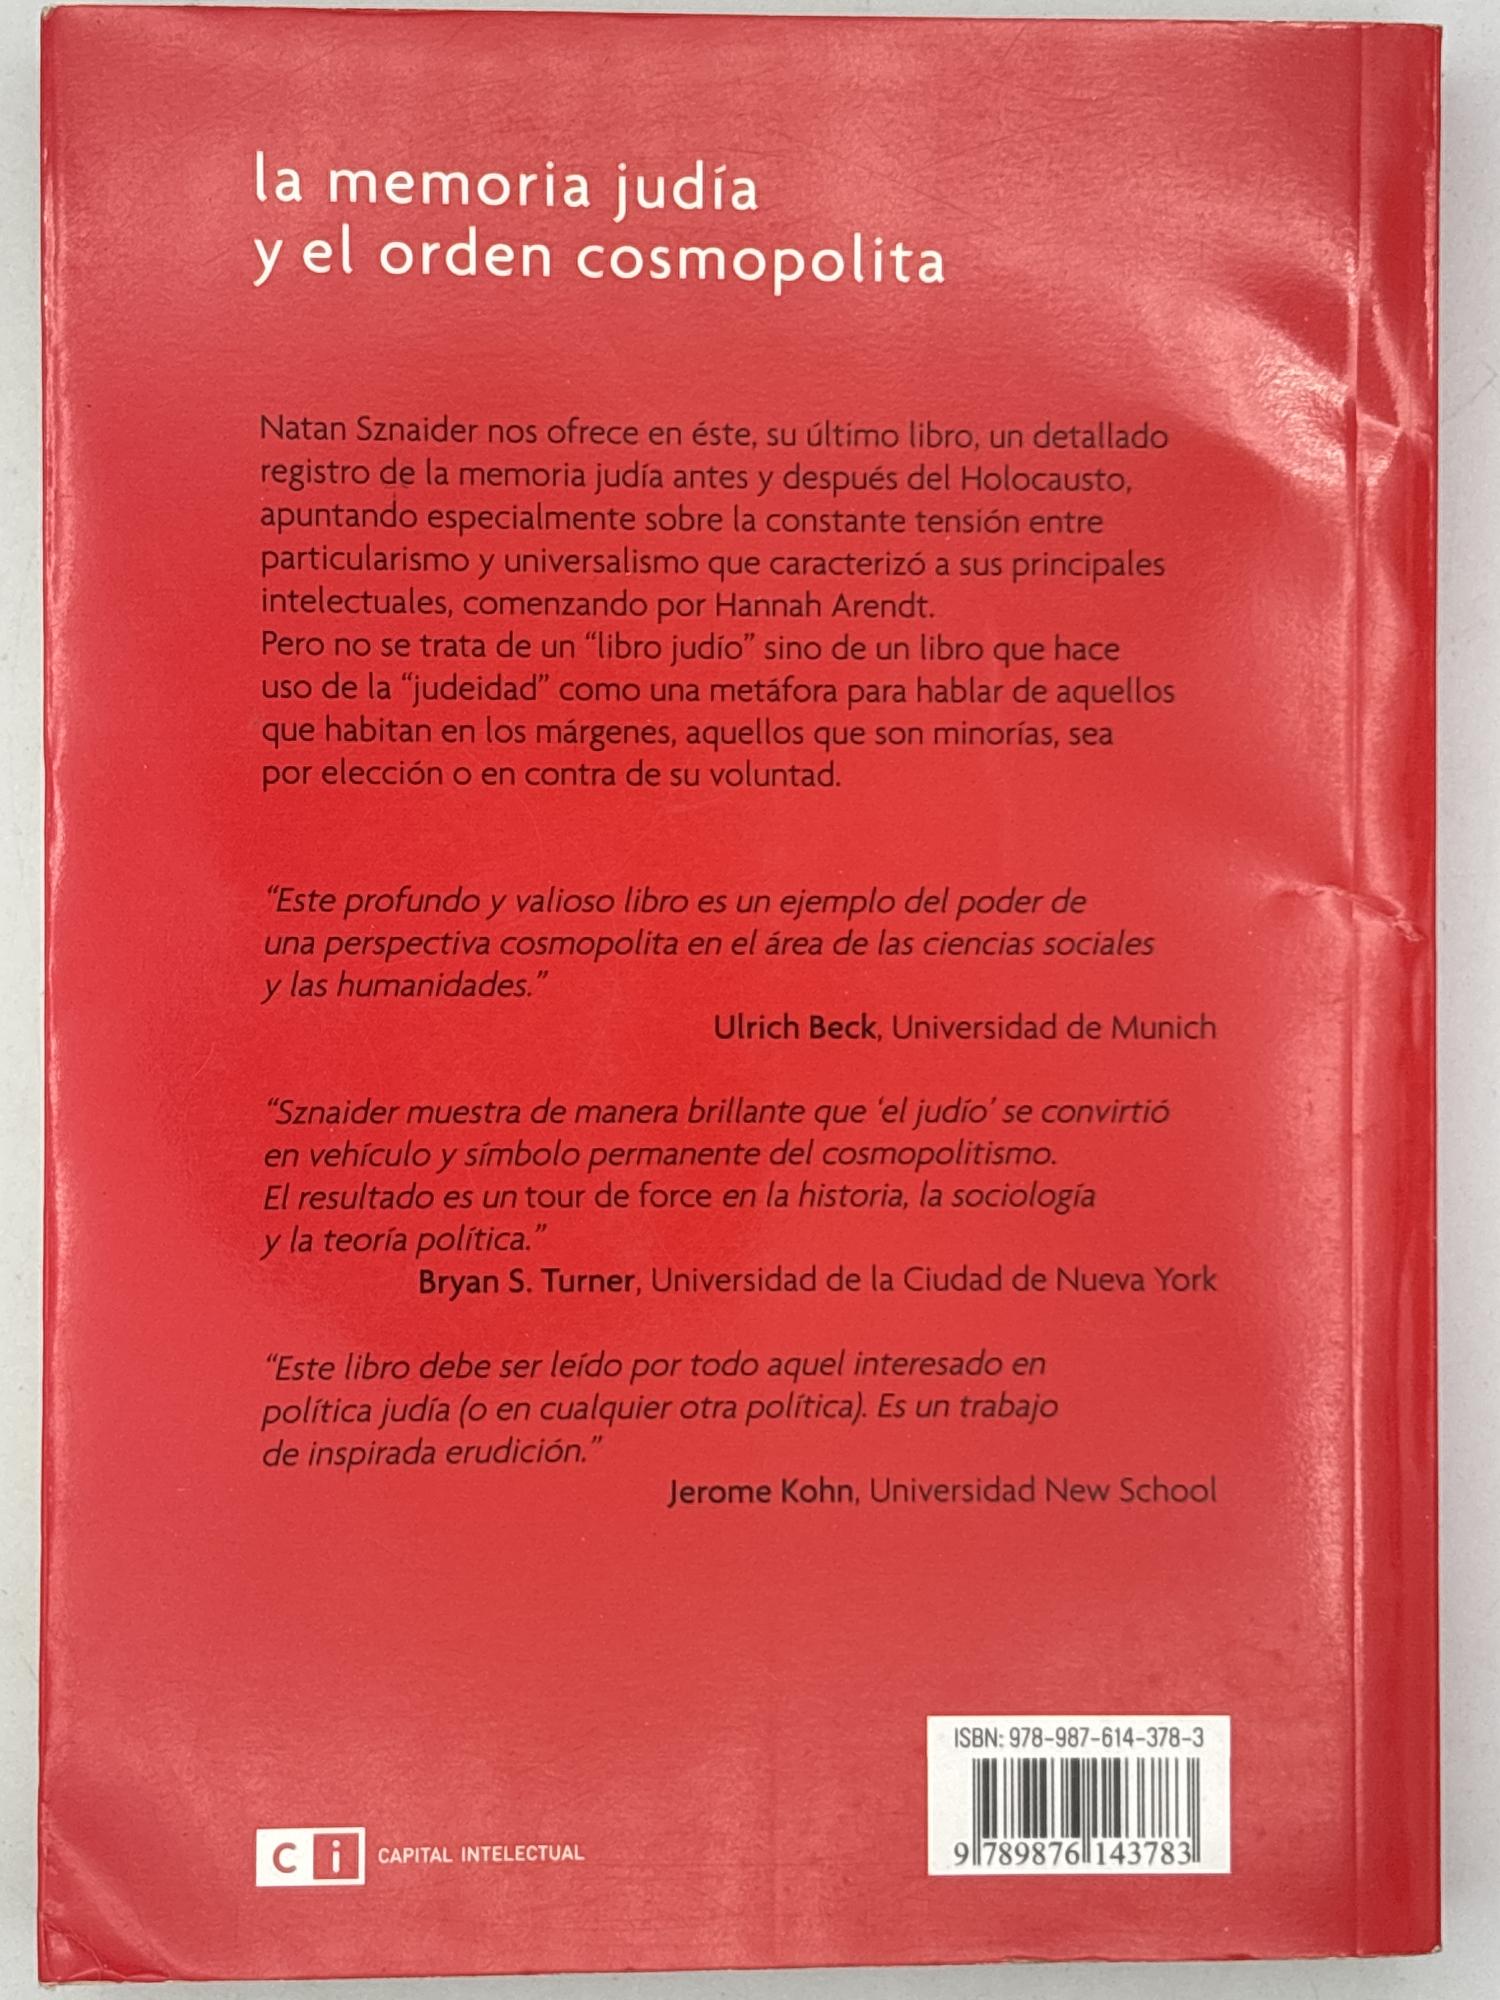 la memoria judía
y el orden cosmopolita
Natan Sznaider nos ofrece en éste, su último libro, un detallado
registro de la memoria judía antes y después del Holocausto,
apuntando especialmente sobre la constante tensión entre
particularismo y universalismo que caracterizó a sus principales
intelectuales, comenzando por Hannah Arendt.
Pero no se trata de un “libro judío” sino de un libro que hace
uso de la “judeidad” como una metáfora para hablar de aquellos
que habitan en los márgenes, aquellos que son minorías, sea
por elección o en contra de su voluntad.
“Este profundo y valioso libro es un ejemplo del poder de
una perspectiva cosmopolita en el área de las ciencias sociales
y las humanidades.”
Ulrich Beck, Universidad de Munich
“Sznaider muestra de manera brillante que ‘el judío’ se convirtió
en vehículo y símbolo permanente del cosmopolitismo.
El resultado es un tour de force en la historia, la sociología
y la teoría política.”
Bryan S. Turner, Universidad de la Ciudad de Nueva York
“Este libro debe ser leído por todo aquel interesado en
política judía (o en cualquier otra política). Es un trabajo
de inspirada erudición.”
Jerome Kohn, Universidad New School
ISBN: 978-987-614-378-3
9 789876 143783
c i CAPITAL INTELECTUAL